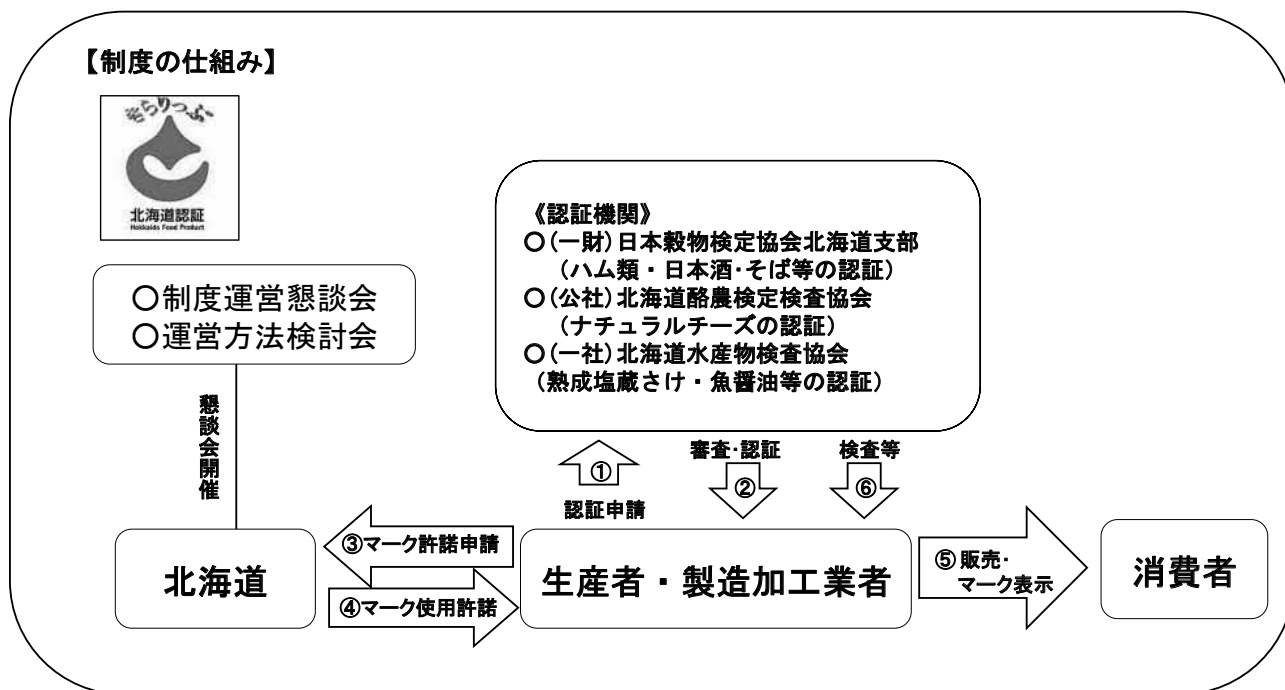 【制度の仕組み】
きらりっぷ
北海道認証
Hokkaido Food Product
○制度運営懇談会
○運営方法検討会
懇談会開催
《認証機関》
○(一財)日本穀物検定協会北海道支部
(ハム類・日本酒・そば等の認証)
○(公社)北海道酪農検定検査協会
(ナチュラルチーズの認証)
○(一社)北海道水産物検査協会
(熟成塩蔵さけ・魚醤油等の認証)
①
認証申請
審査・認証
②
検査等
⑥
北海道
③マーク許諾申請
④マーク使用許諾
生産者・製造加工業者
⑤販売・
マーク表示
消費者